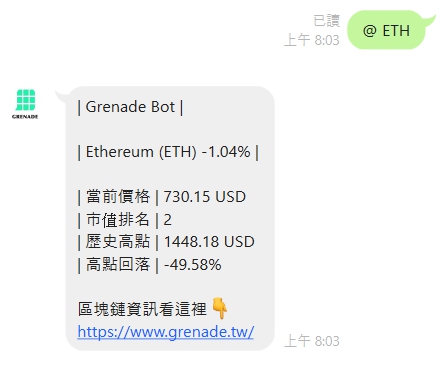 已讀
上午 8:03
@ ETH
GRENADE
| Grenade Bot |
| Ethereum (ETH) -1.04% |
| 當前價格 | 730.15 USD
| 市值排名 | 2
| 歷史高點 | 1448.18 USD
| 高點回落 | -49.58%
區塊鏈資訊看這裡👇
https://www.grenade.tw/
上午 8:03